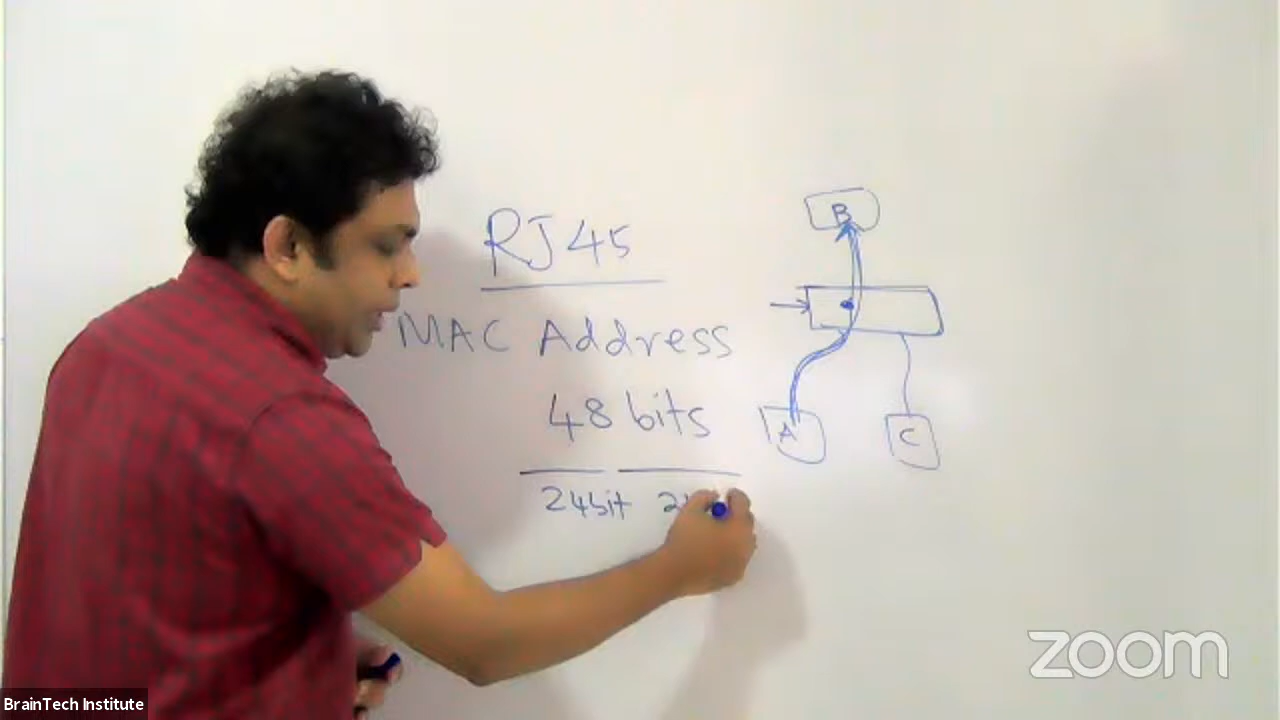 RJ45
MAC Address
48 bits
24bit
B
A
C
zoom
BrainTech Institute